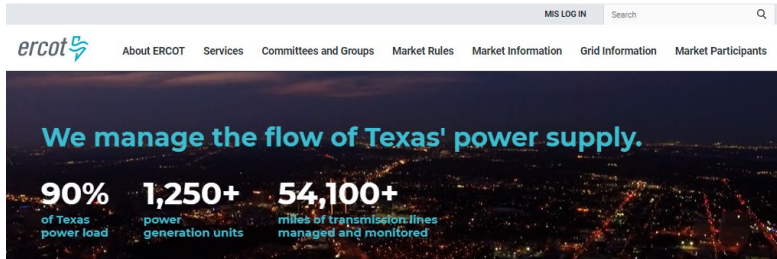 MIS LOG IN Search
ercot About ERCOT Services Committees and Groups Market Rules Market Information Grid Information Market Participants
We manage the flow of Texas' power supply.
90% 1,250+ 54,100+
of Texas power miles of transmission lines
power load generation units managed and monitored